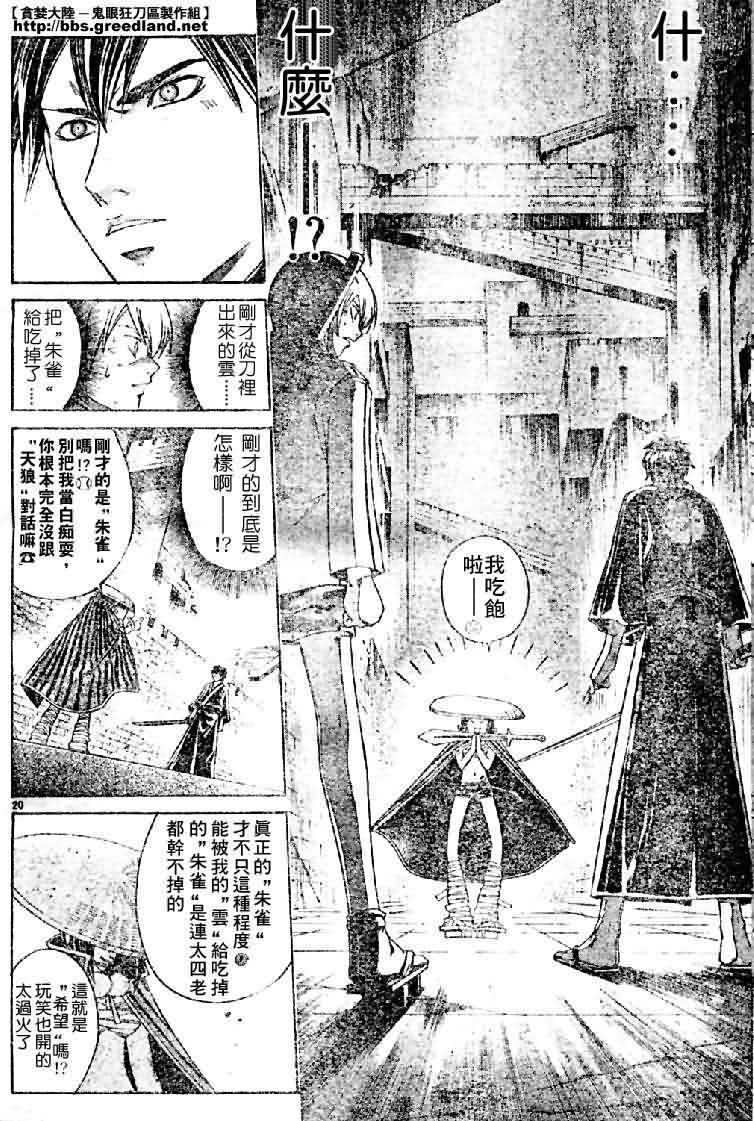 【貪婪大陸－鬼眼狂刀區製作組】
http://bbs.greedland.net
什‥‥
什麼──
!?
我吃飽
啦──
剛才從刀裡
出來的雲……
把”朱雀“
給吃掉了…
剛才的到底是
怎樣啊──!?
剛才的是”朱雀“
嗎!?
別把我當白痴耍，
你根本完全沒跟
”天狼“對話嘛
20
真正的”朱雀“
才不只這種程度
能被我的”雲“給吃掉
的”朱雀“是連太四老
都幹不掉的
這就是
”希望“嗎!?
玩笑也開的
太過火了